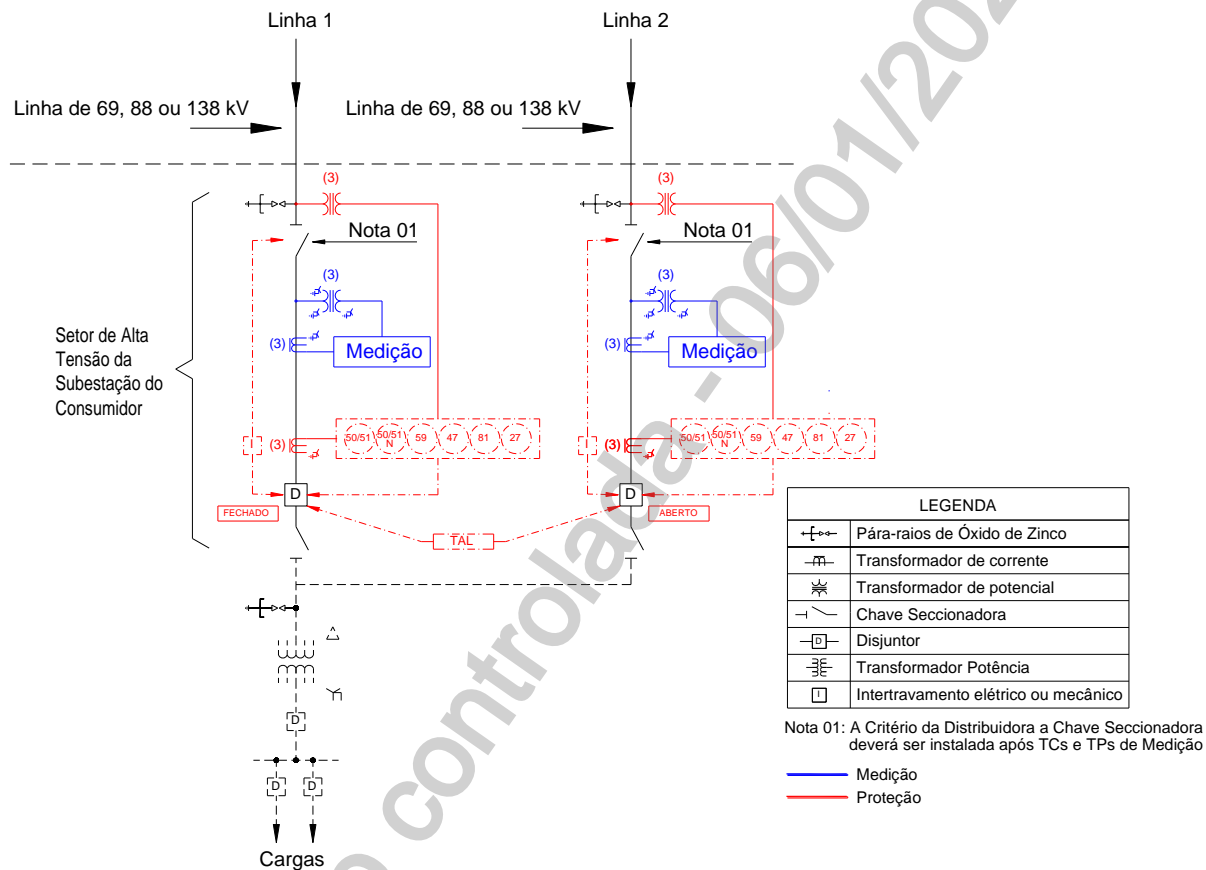 Linha 1
Linha 2
Linha de 69, 88 ou 138 kV
Linha de 69, 88 ou 138 kV
(3)
(3)
Nota 01
Nota 01
(3)
(3)
Setor de Alta
Tensão da
Subestação do
Consumidor
(3)
Medição
(3)
Medição
I
(3)
50/51
50/51
N
59
47
81
27
I
(3)
50/51
50/51
N
59
47
81
27
D
D
FECHADO
ABERTO
TAL
LEGENDA
Pára-raios de Óxido de Zinco
Transformador de corrente
Transformador de potencial
Chave Seccionadora
D
Disjuntor
Transformador Potência
I
Intertravamento elétrico ou mecânico
Nota 01: A Critério da Distribuidora a Chave Seccionadora
deverá ser instalada após TCs e TPs de Medição
Medição
Proteção
D
D
D
Cargas
o controlada - 06/01/202